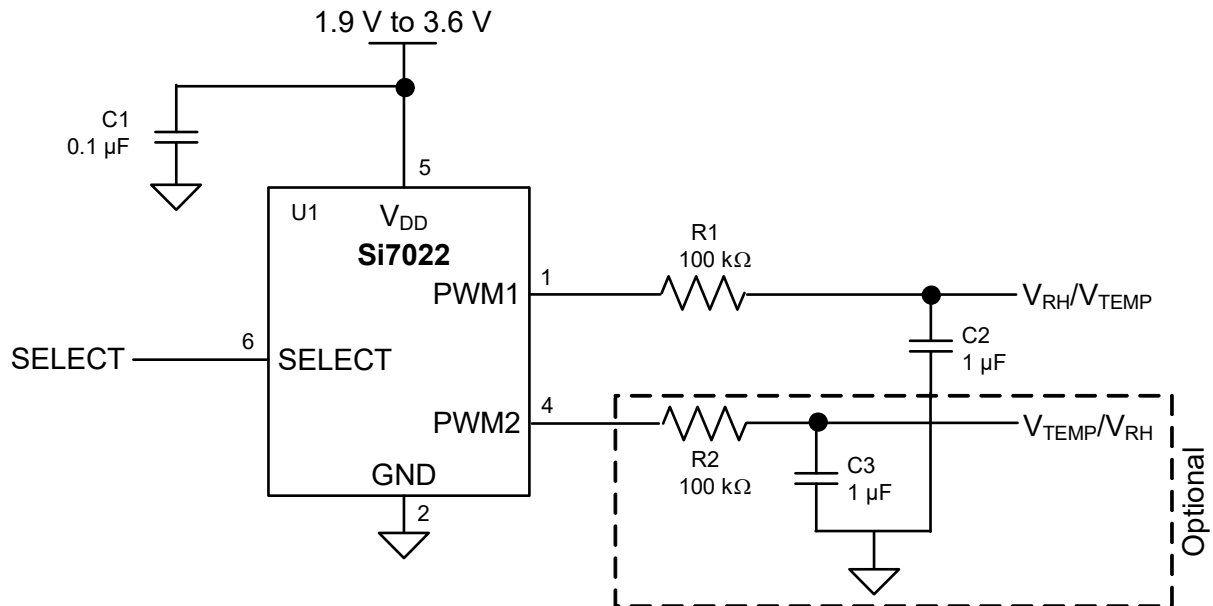 1.9 V to 3.6 V
C1
0.1 µF
5
U1
VDD
Si7022
R1
100 kΩ
PWM1
1
VRH/VTEMP
C2
1 µF
SELECT
6
SELECT
PWM2
4
VTEMP/VRH
R2
100 kΩ
C3
1 µF
GND
2
Optional